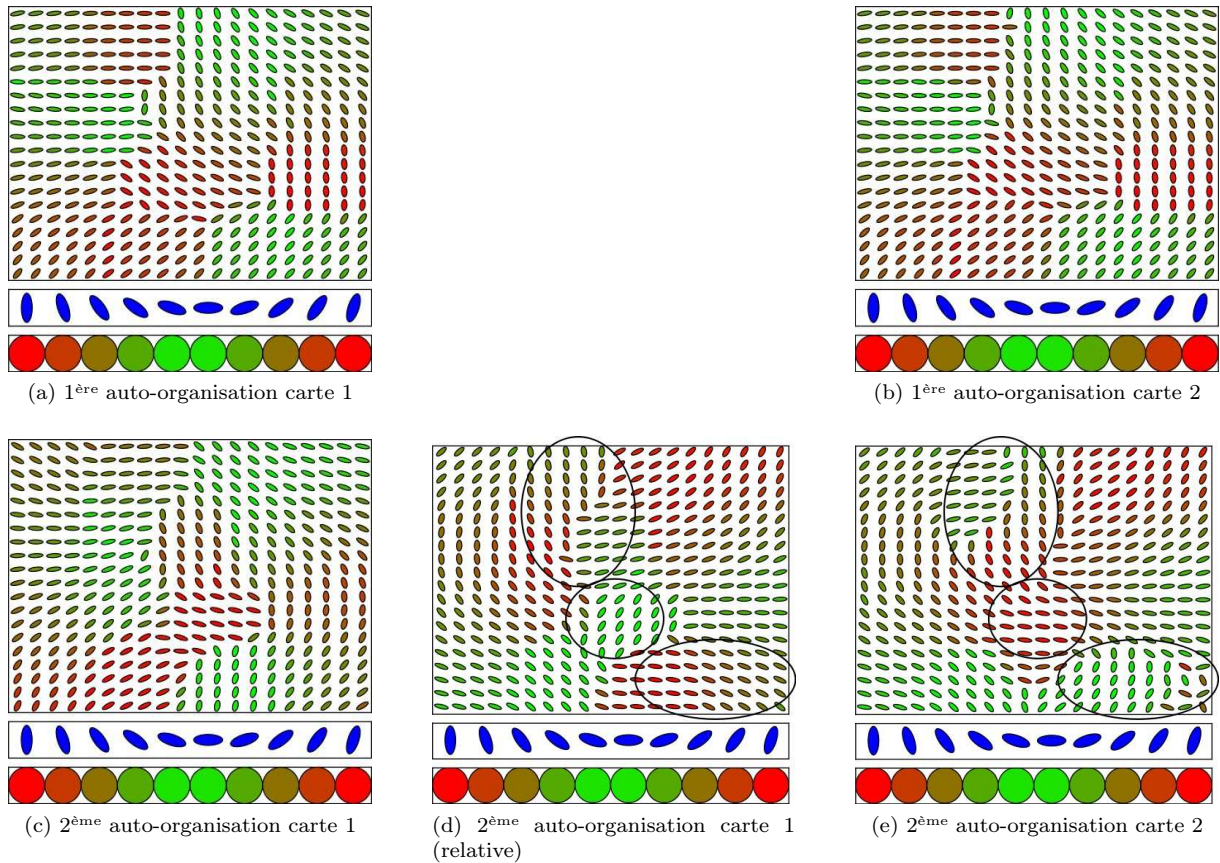 (a) 1ère auto-organisation carte 1
(b) 1ère auto-organisation carte 2
(c) 2ème auto-organisation carte 1
(d) 2ème auto-organisation carte 1
(relative)
(e) 2ème auto-organisation carte 2